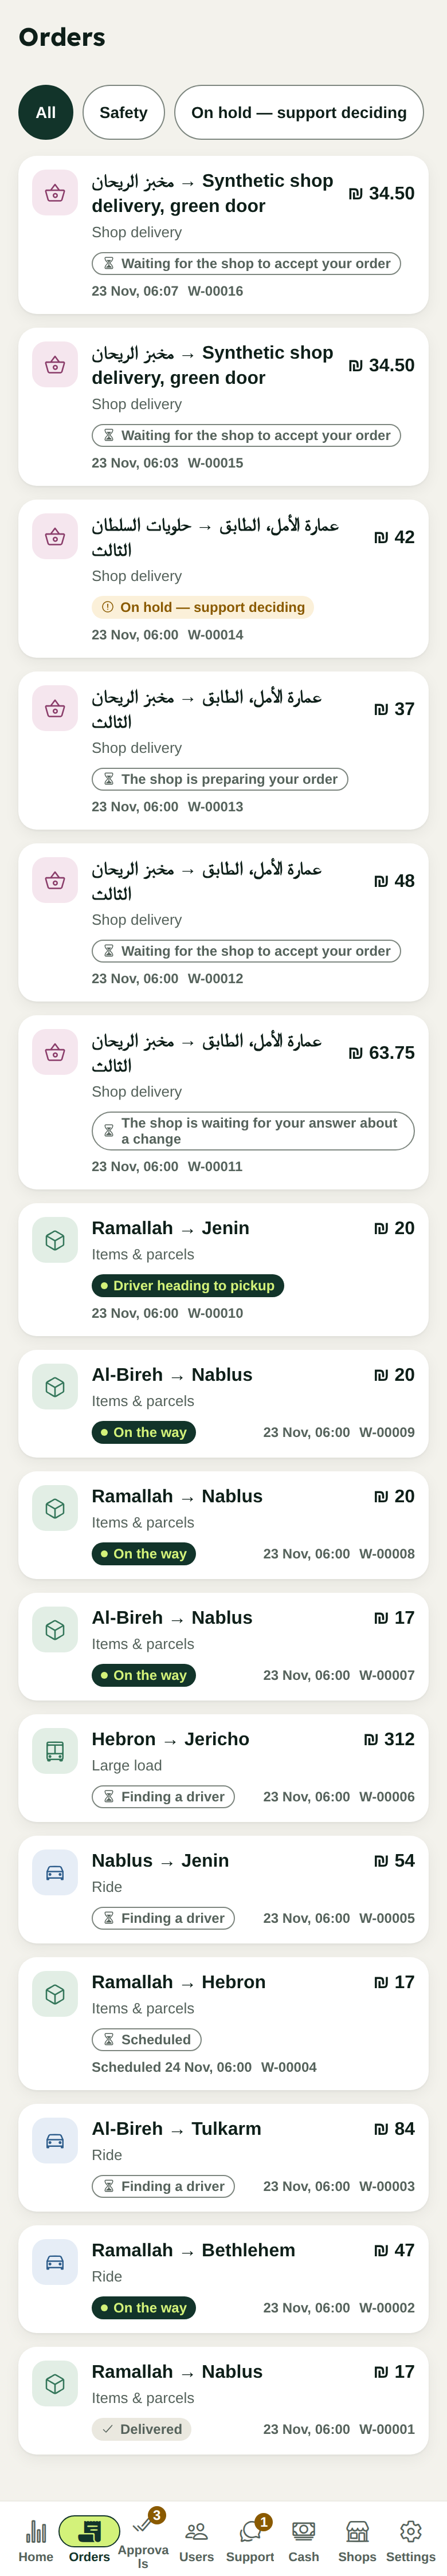 Orders
All
Safety
On hold — support deciding
مخبز الريحان → Synthetic shop
delivery, green door
₪ 34.50
Shop delivery
Waiting for the shop to accept your order
23 Nov, 06:07 W-00016
مخبز الريحان → Synthetic shop
delivery, green door
₪ 34.50
Shop delivery
Waiting for the shop to accept your order
23 Nov, 06:03 W-00015
حلويات السلطان → عمارة الأمل، الطابق
الثالث
₪ 42
Shop delivery
On hold — support deciding
23 Nov, 06:00 W-00014
مخبز الريحان → عمارة الأمل، الطابق
الثالث
₪ 37
Shop delivery
The shop is preparing your order
23 Nov, 06:00 W-00013
مخبز الريحان → عمارة الأمل، الطابق
الثالث
₪ 48
Shop delivery
Waiting for the shop to accept your order
23 Nov, 06:00 W-00012
مخبز الريحان → عمارة الأمل، الطابق
الثالث
₪ 63.75
Shop delivery
The shop is waiting for your answer about
a change
23 Nov, 06:00 W-00011
Ramallah → Jenin
₪ 20
Items & parcels
Driver heading to pickup
23 Nov, 06:00 W-00010
Al-Bireh → Nablus
₪ 20
Items & parcels
On the way
23 Nov, 06:00 W-00009
Ramallah → Nablus
₪ 20
Items & parcels
On the way
23 Nov, 06:00 W-00008
Al-Bireh → Nablus
₪ 17
Items & parcels
On the way
23 Nov, 06:00 W-00007
Hebron → Jericho
₪ 312
Large load
Finding a driver
23 Nov, 06:00 W-00006
Nablus → Jenin
₪ 54
Ride
Finding a driver
23 Nov, 06:00 W-00005
Ramallah → Hebron
₪ 17
Items & parcels
Scheduled
Scheduled 24 Nov, 06:00 W-00004
Al-Bireh → Tulkarm
₪ 84
Ride
Finding a driver
23 Nov, 06:00 W-00003
Ramallah → Bethlehem
₪ 47
Ride
On the way
23 Nov, 06:00 W-00002
Ramallah → Nablus
₪ 17
Items & parcels
Delivered
23 Nov, 06:00 W-00001
Home
Orders
3
Approva
ls
Users
1
Support
Cash
Shops
Settings